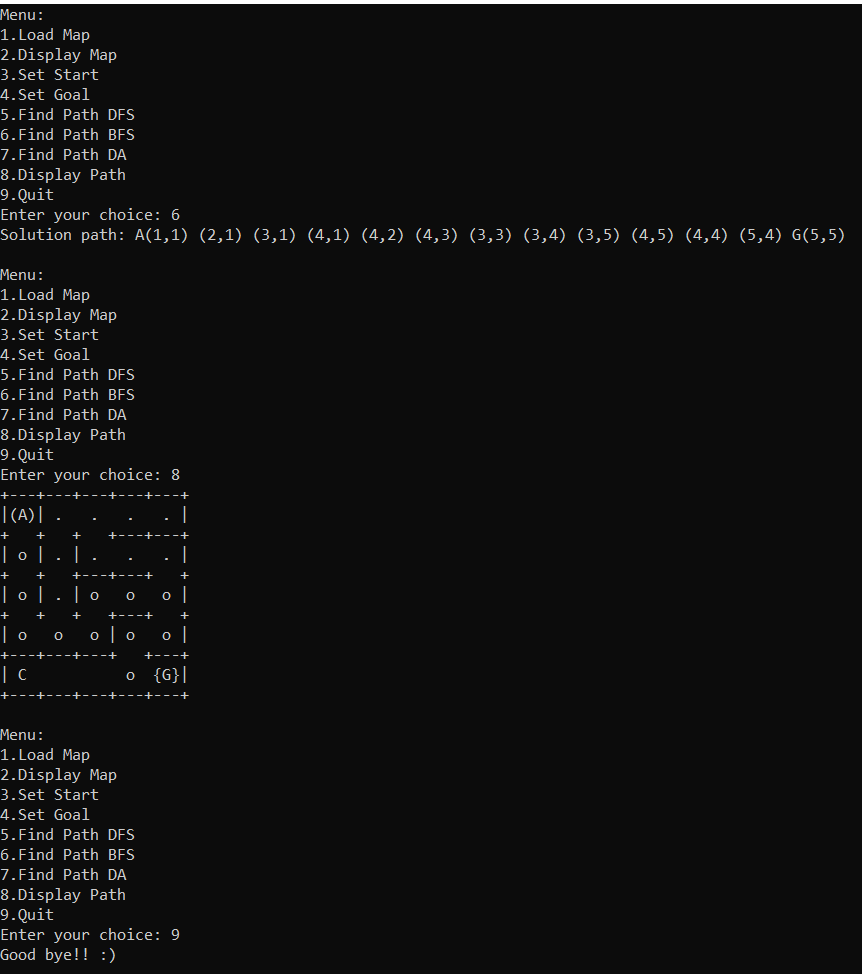 Menu:
1.Load Map
2.Display Map
3.Set Start
4.Set Goal
5.Find Path DFS
6.Find Path BFS
7.Find Path DA
8.Display Path
9.Quit
Enter your choice: 6
Solution path: A(1,1) (2,1) (3,1) (4,1) (4,2) (4,3) (3,3) (3,4) (3,5) (4,5) (4,4) (5,4) G(5,5)

Menu:
1.Load Map
2.Display Map
3.Set Start
4.Set Goal
5.Find Path DFS
6.Find Path BFS
7.Find Path DA
8.Display Path
9.Quit
Enter your choice: 8
+---+---+---+---+---+
|(A)| .   .   .   . |
+   +   +   +---+---+
| o | . | .   .   . |
+   +   +---+---+   +
| o | . | o   o   o |
+   +   +   +---+   +
| o   o   o | o   o |
+---+---+---+   +---+
| C           o  {G}|
+---+---+---+---+---+

Menu:
1.Load Map
2.Display Map
3.Set Start
4.Set Goal
5.Find Path DFS
6.Find Path BFS
7.Find Path DA
8.Display Path
9.Quit
Enter your choice: 9
Good bye!! :)